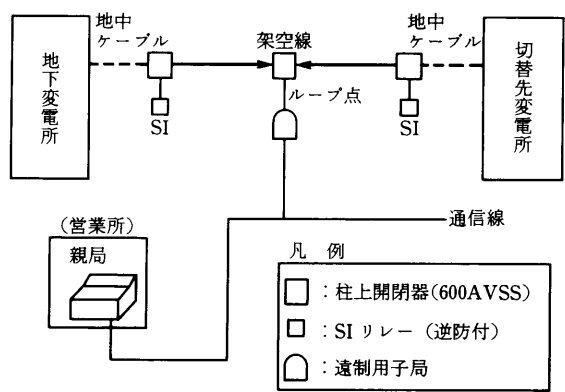 地中
ケーブル
架空線
地中
ケーブル
地下変電所
切替先変電所
SI
ループ点
SI
(営業所)
親局
通信線
凡 例
:柱上開閉器(600AVSS)
:SIリレー(逆防付)
:遠制用子局